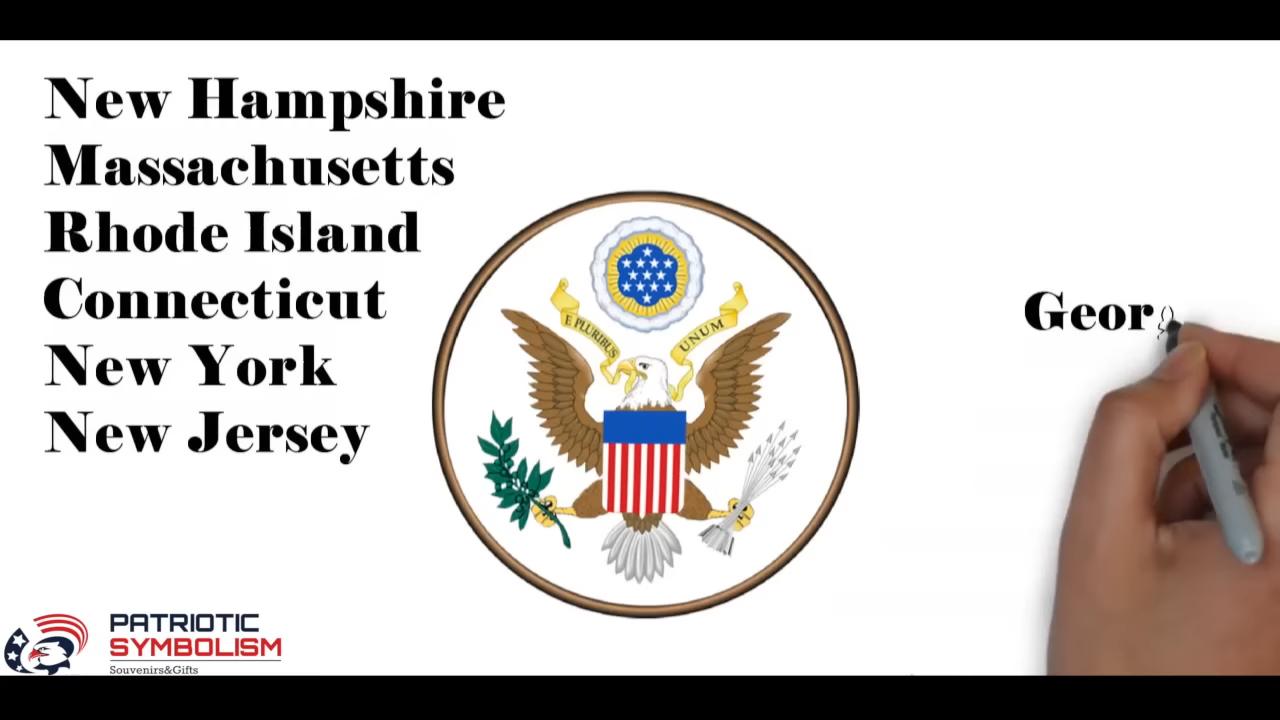 New Hampshire
Massachusetts
Rhode Island
Connecticut
New York
New Jersey
E PLURIBUS UNUM
Geor
PATRIOTIC
SYMBOLISM
Souvenirs&Gifts